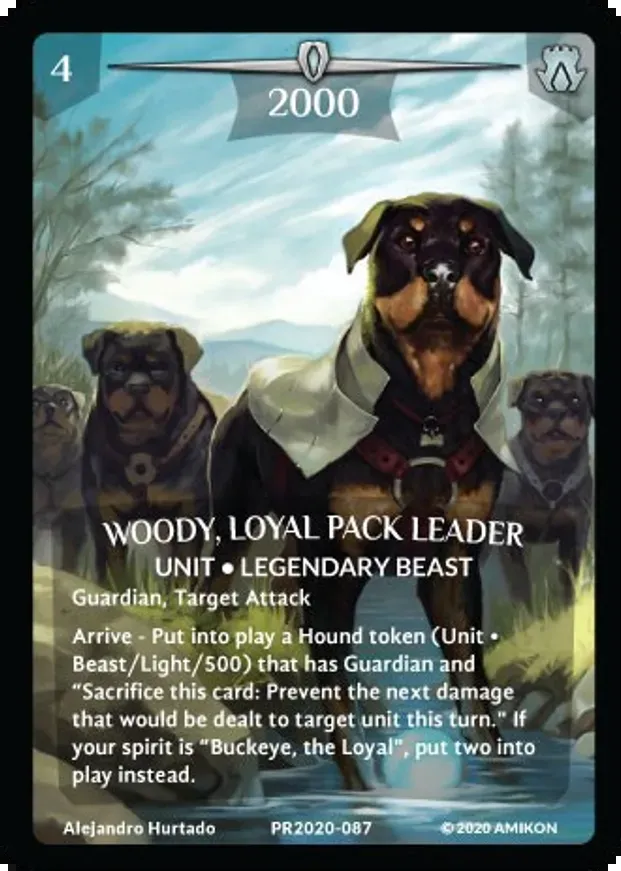 4
2000
WOODY, LOYAL PACK LEADER
UNIT • LEGENDARY BEAST
Guardian, Target Attack
Arrive - Put into play a Hound token (Unit •
Beast/Light/500) that has Guardian and
“Sacrifice this card: Prevent the next damage
that would be dealt to target unit this turn.” If
your spirit is “Buckeye, the Loyal”, put two into
play instead.
Alejandro Hurtado PR2020-087 © 2020 AMIKON